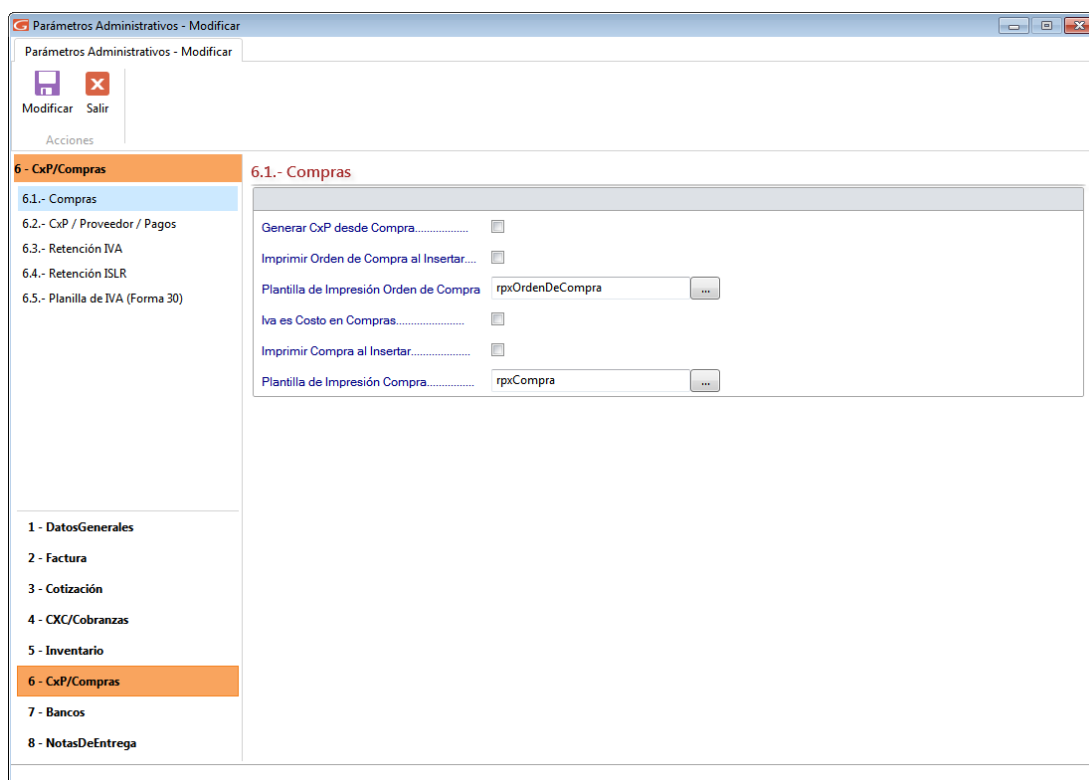 Parámetros Administrativos - Modificar
Parámetros Administrativos - Modificar
Modificar Salir
Acciones
6 - CxP/Compras
6.1.- Compras
6.2.- CxP / Proveedor / Pagos
6.3.- Retención IVA
6.4.- Retención ISLR
6.5.- Planilla de IVA (Forma 30)
6.1.- Compras
Generar CxP desde Compra..................
Imprimir Orden de Compra al Insertar....
Plantilla de Impresión Orden de Compra rpxOrdenDeCompra ...
Iva es Costo en Compras.......................
Imprimir Compra al Insertar....................
Plantilla de Impresión Compra................ rpxCompra ...
1 - DatosGenerales
2 - Factura
3 - Cotización
4 - CXC/Cobranzas
5 - Inventario
6 - CxP/Compras
7 - Bancos
8 - NotasDeEntrega